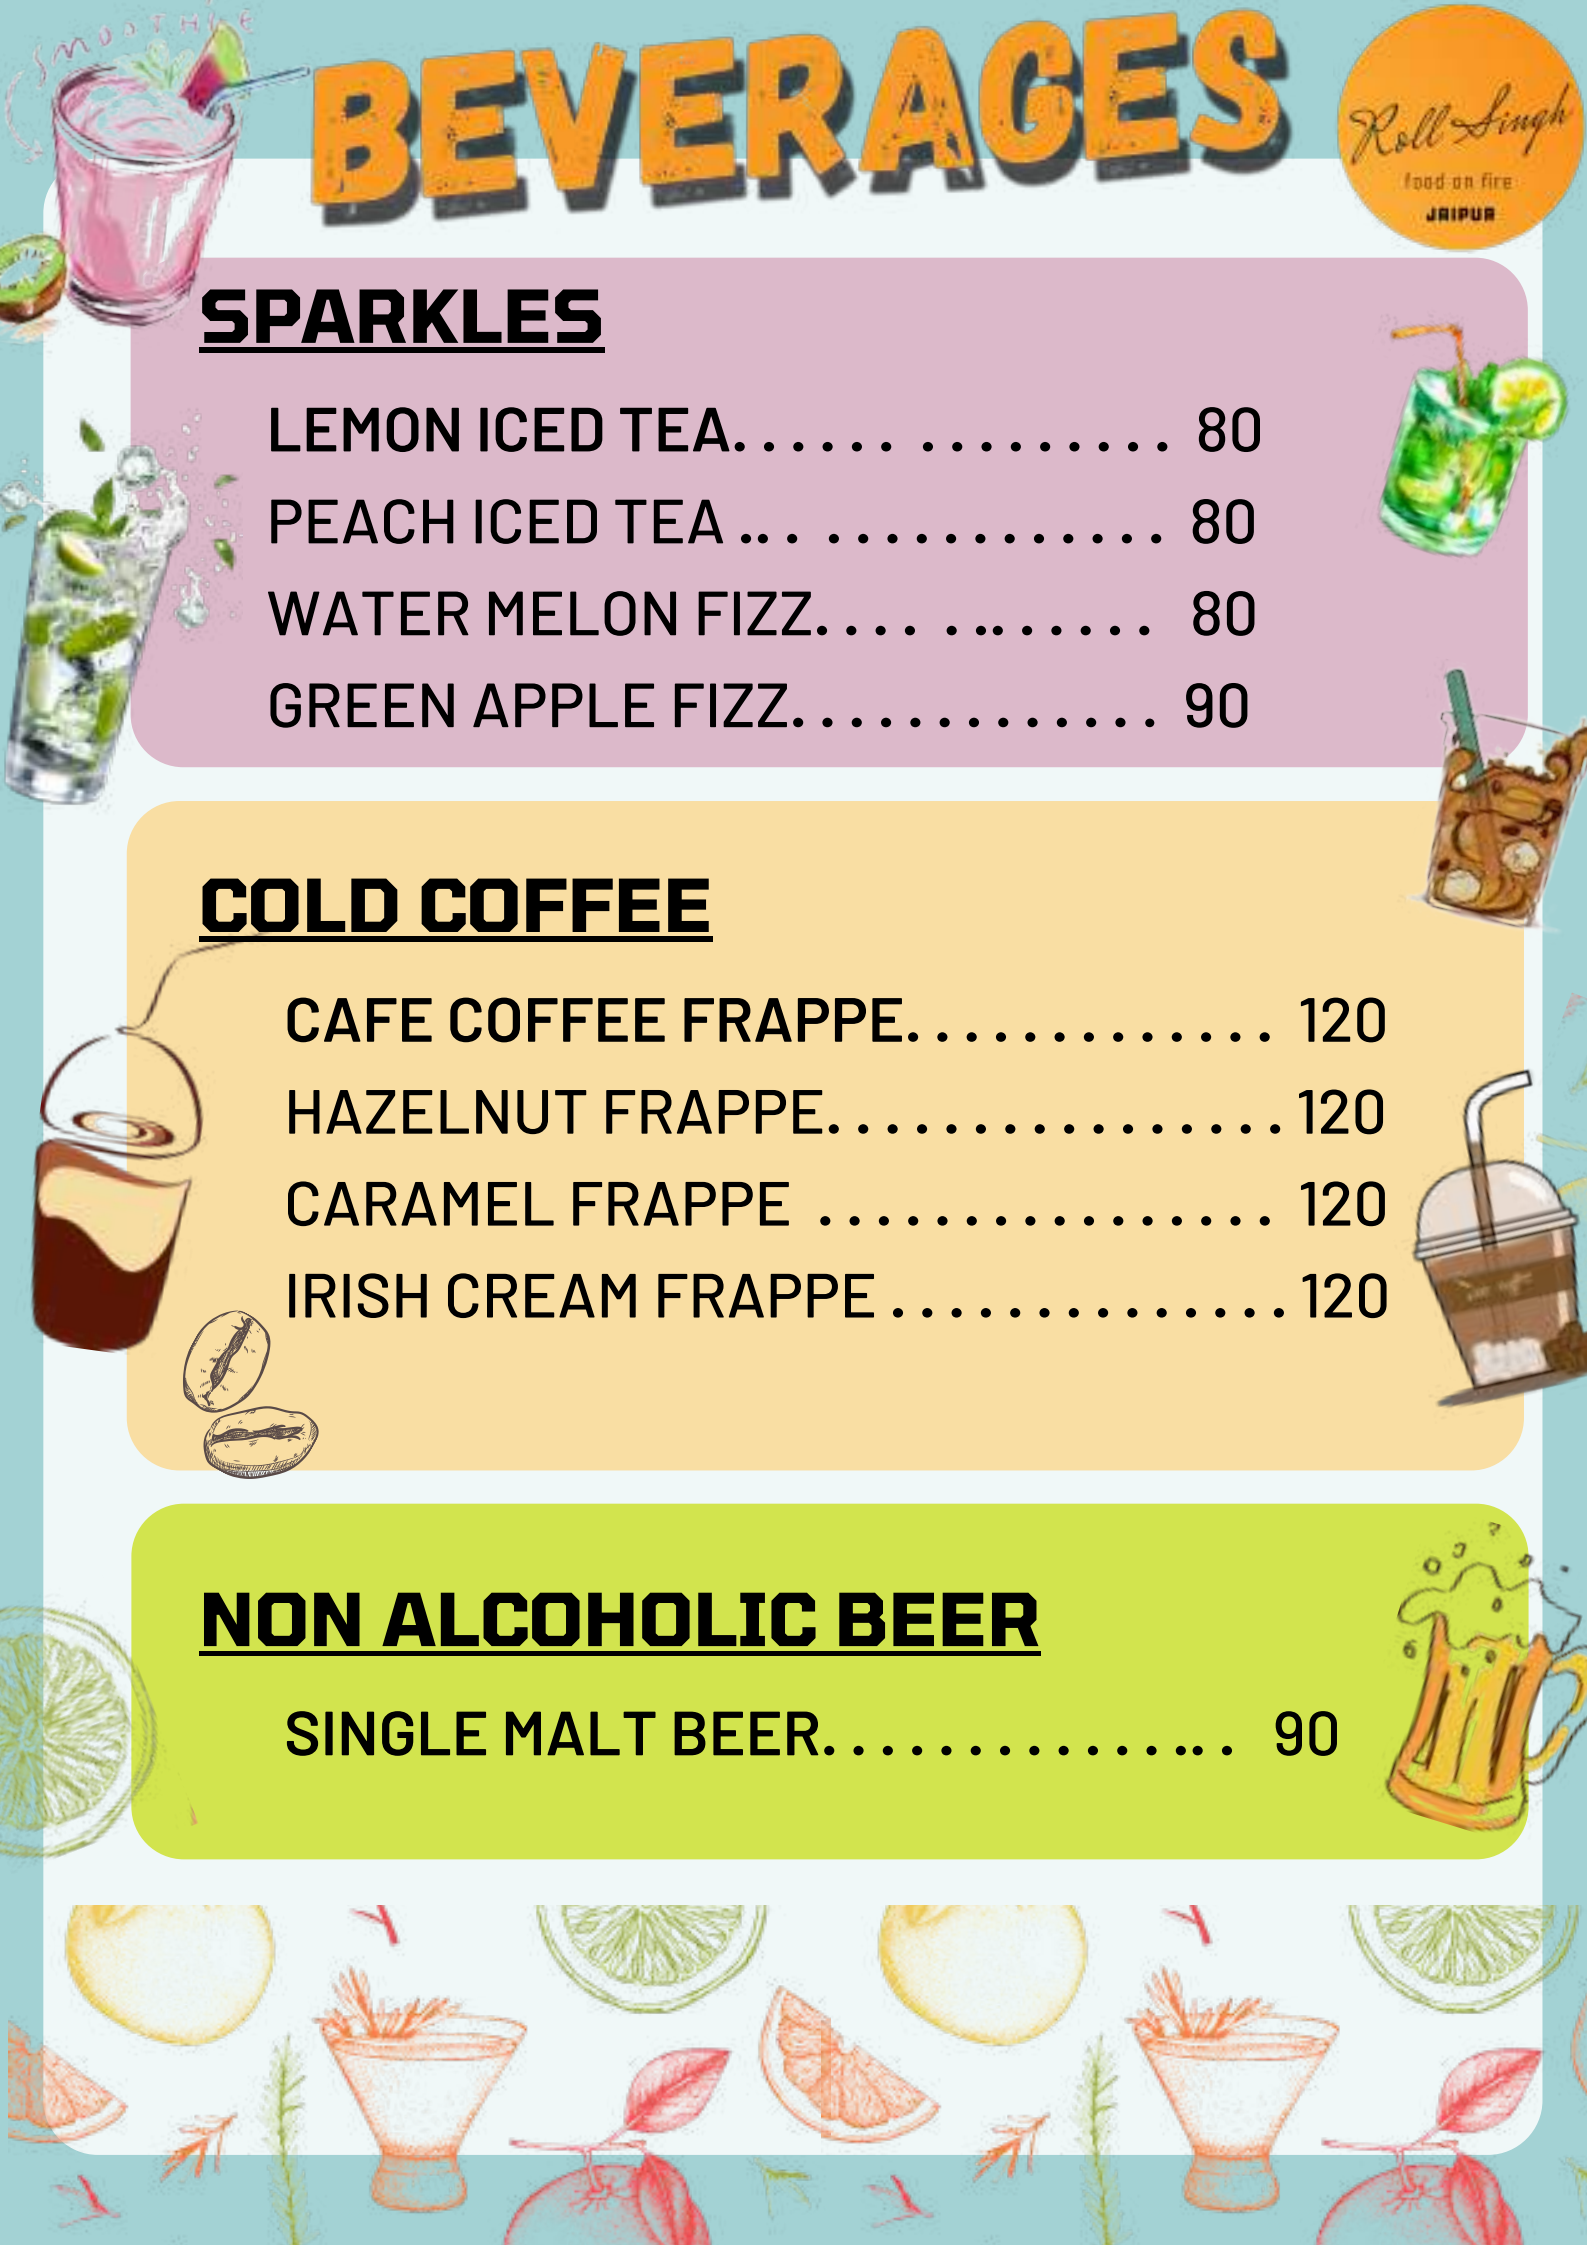 SMOOTHIE
BEVERAGES
Roll Singh
food on fire
JAIPUR
SPARKLES
LEMON ICED TEA. . . . . . . . . . . . . . . 80
PEACH ICED TEA .. . . . . . . . . . . . . . . 80
WATER MELON FIZZ. . . . . .. . . . . . 80
GREEN APPLE FIZZ. . . . . . . . . . . . . 90
COLD COFFEE
CAFE COFFEE FRAPPE. . . . . . . . . . . . . 120
HAZELNUT FRAPPE. . . . . . . . . . . . . . . . 120
CARAMEL FRAPPE . . . . . . . . . . . . . . . . 120
IRISH CREAM FRAPPE . . . . . . . . . . . . . . 120
NON ALCOHOLIC BEER
SINGLE MALT BEER. . . . . . . . . . . . .. . 90